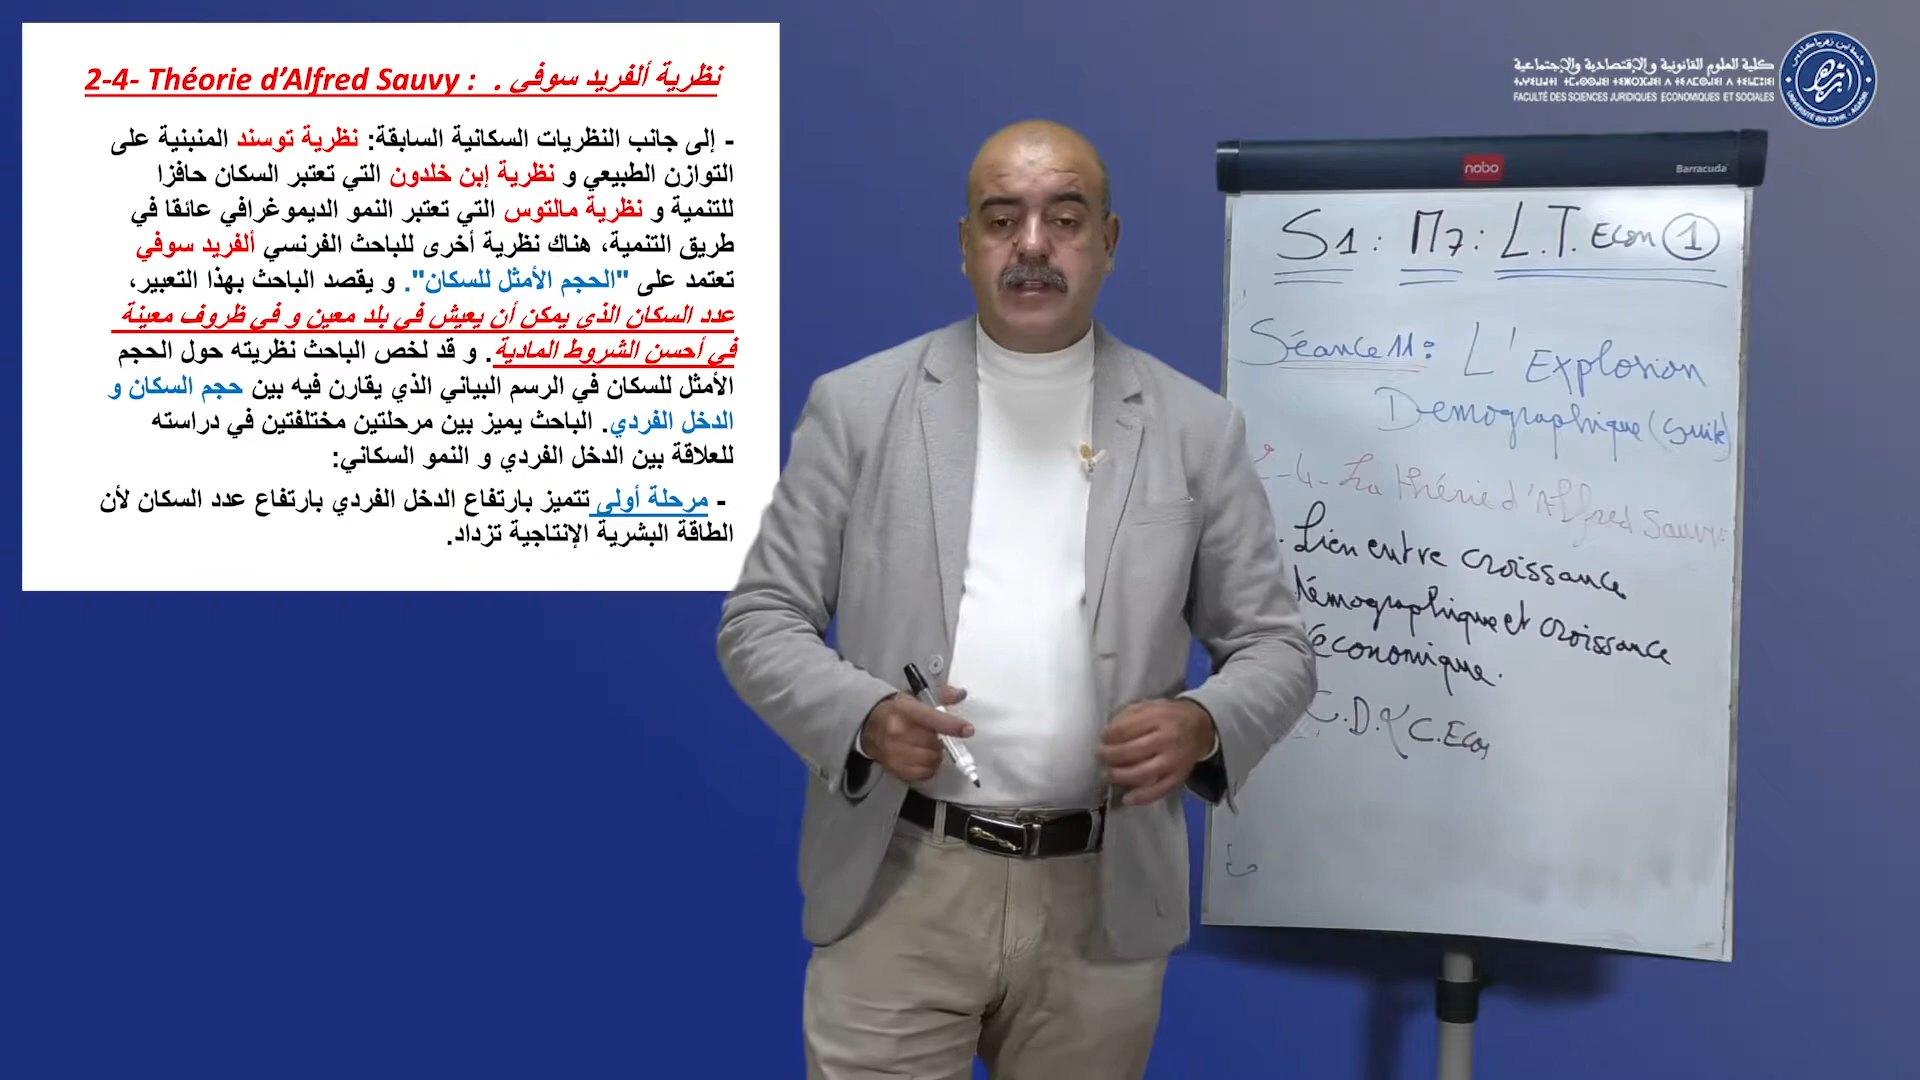 2-4- Théorie d'Alfred Sauvy : . نظرية ألفريد سوفي
- إلى جانب النظريات السكانية السابقة: نظرية توسند المنبنية على
التوازن الطبيعي و نظرية إبن خلدون التي تعتبر السكان حافزا
للتنمية و نظرية مالتوس التي تعتبر النمو الديموغرافي عائقا في
طريق التنمية، هناك نظرية أخرى للباحث الفرنسي ألفريد سوفي
تعتمد على "الحجم الأمثل للسكان". و يقصد الباحث بهذا التعبير،
عدد السكان الذي يمكن أن يعيش في بلد معين و في ظروف معينة
في أحسن الشروط المادية. و قد لخص الباحث نظريته حول الحجم
الأمثل للسكان في الرسم البياني الذي يقارن فيه بين حجم السكان و
الدخل الفردي. الباحث يميز بين مرحلتين مختلفتين في دراسته
للعلاقة بين الدخل الفردي و النمو السكاني:
- مرحلة أولى تتميز بارتفاع الدخل الفردي بارتفاع عدد السكان لأن
الطاقة البشرية الإنتاجية تزداد.
كلية العلوم القانونية والإقتصادية والإجتماعية
FACULTÉ DES SCIENCES JURIDIQUES ECONOMIQUES ET SOCIALES
nobo
Barracuda
S1 : M7 : L.T. Econ 1
Séance 11 : L'Explosion
Démographique (suite)
2-4- La thérie d'Alfred Sauvy :
. Lien entre croissance
démographique et croissance
économique.
C.D. C.Eco,